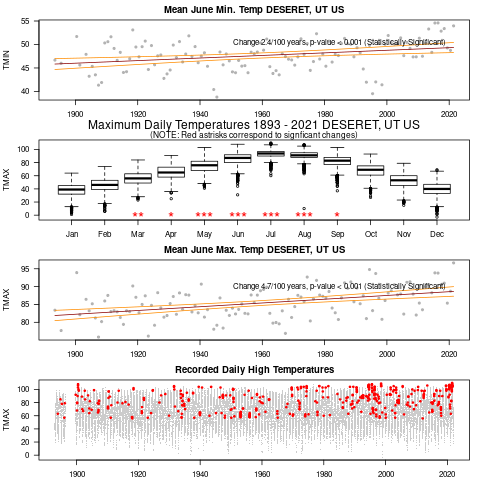 Mean June Min. Temp DESERET, UT US
TMIN
55
50
45
40
Change 2.4/100 years, p-value < 0.001 (Statistically Significant)
1900 1920 1940 1960 1980 2000 2020
Maximum Daily Temperatures 1893 - 2021 DESERET, UT US
(NOTE: Red astrisks correspond to signficant changes)
TMAX
100
80
60
40
20
0
** * *** *** *** *** *
Jan Feb Mar Apr May Jun Jul Aug Sep Oct Nov Dec
Mean June Max. Temp DESERET, UT US
TMAX
95
90
85
80
Change 4.7/100 years, p-value < 0.001 (Statistically Significant)
1900 1920 1940 1960 1980 2000 2020
Recorded Daily High Temperatures
TMAX
100
80
60
40
20
0
1900 1920 1940 1960 1980 2000 2020